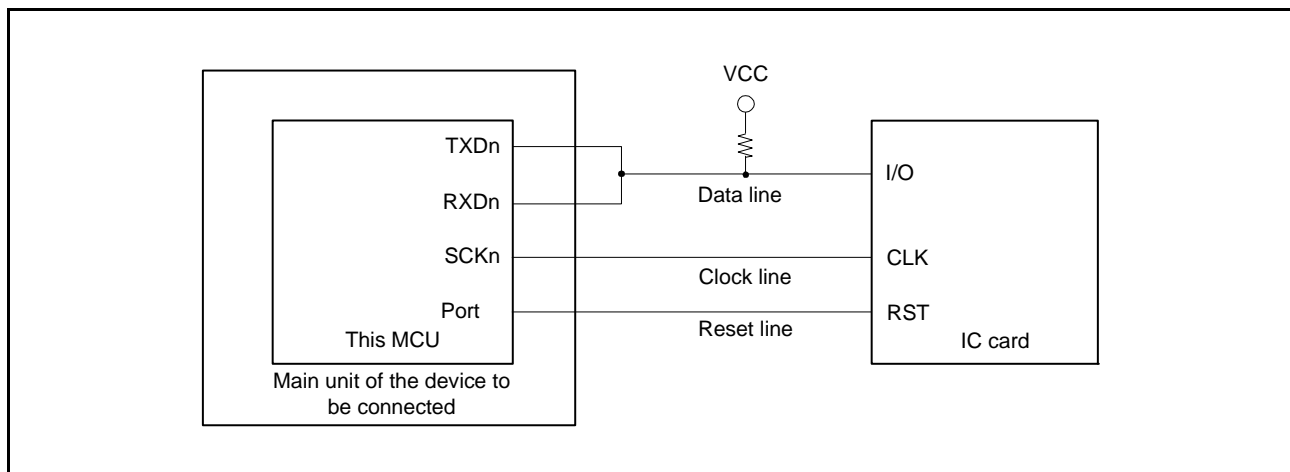 VCC
TXDn
I/O
RXDn
Data line
SCKn
CLK
Clock line
Port
RST
Reset line
This MCU
IC card
Main unit of the device to
be connected